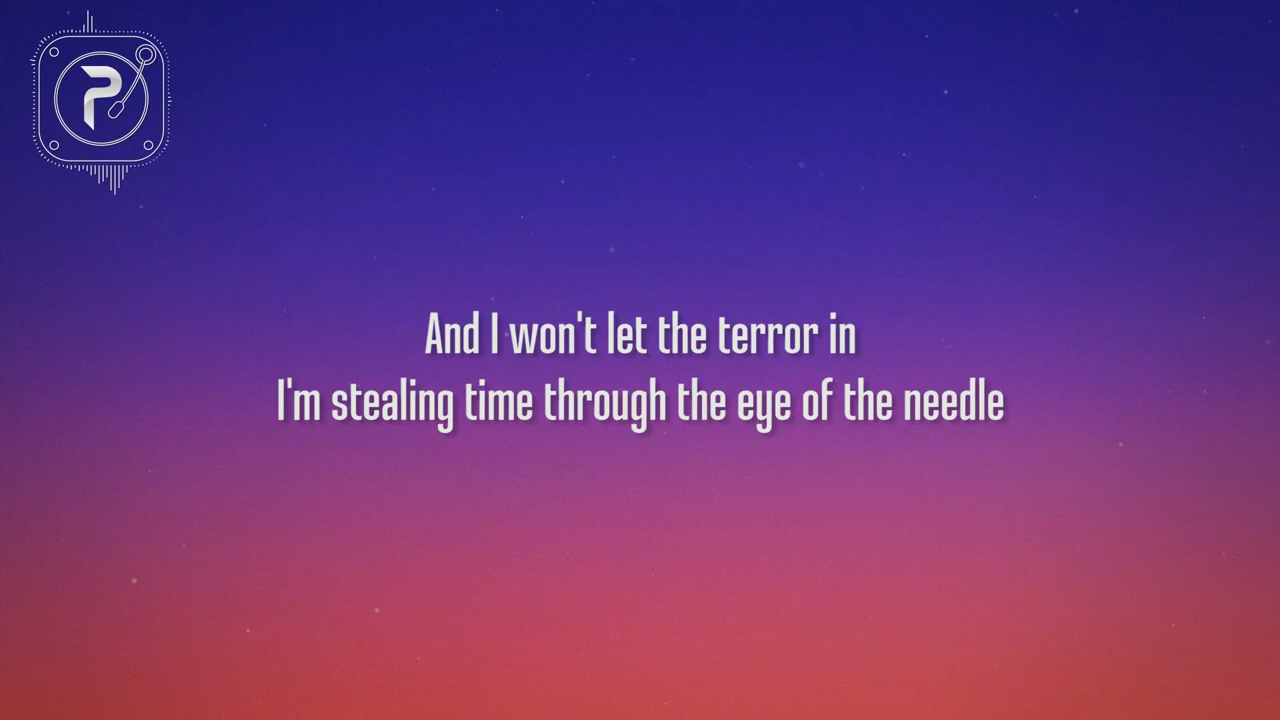 P
And I won't let the terror in
I'm stealing time through the eye of the needle